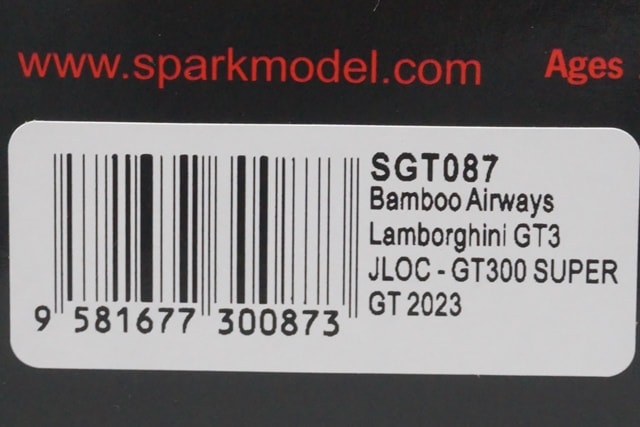 www.sparkmodel.com Ages
SGT087
Bamboo Airways
Lamborghini GT3
JLOC - GT300 SUPER
GT 2023
9 581677 300873